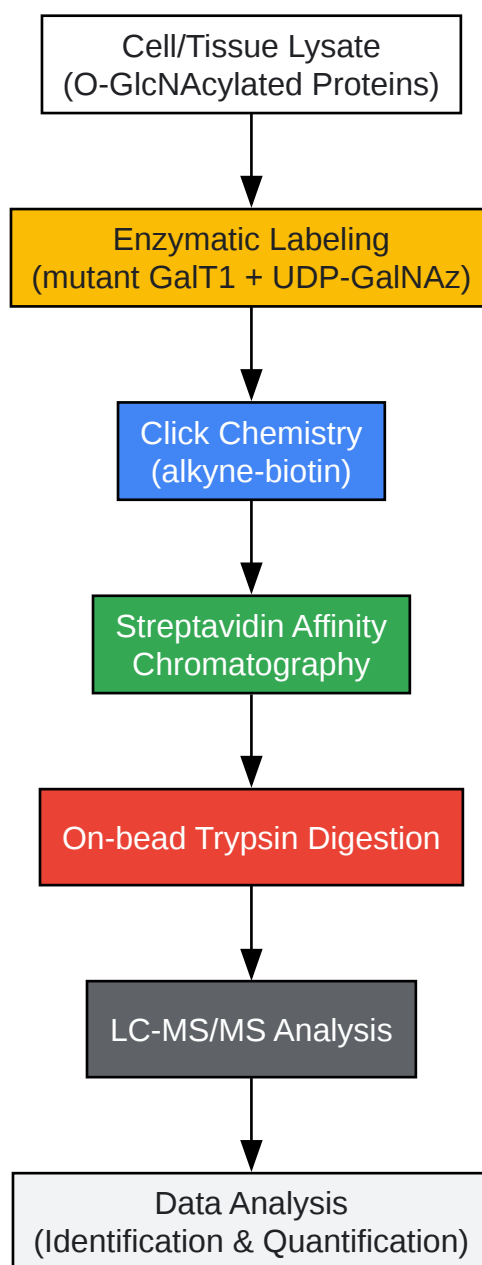 Cell/Tissue Lysate
(O-GlcNAcylated Proteins)
Enzymatic Labeling
(mutant GalT1 + UDP-GalNAz)
Click Chemistry
(alkyne-biotin)
Streptavidin Affinity
Chromatography
On-bead Trypsin Digestion
LC-MS/MS Analysis
Data Analysis
(Identification & Quantification)